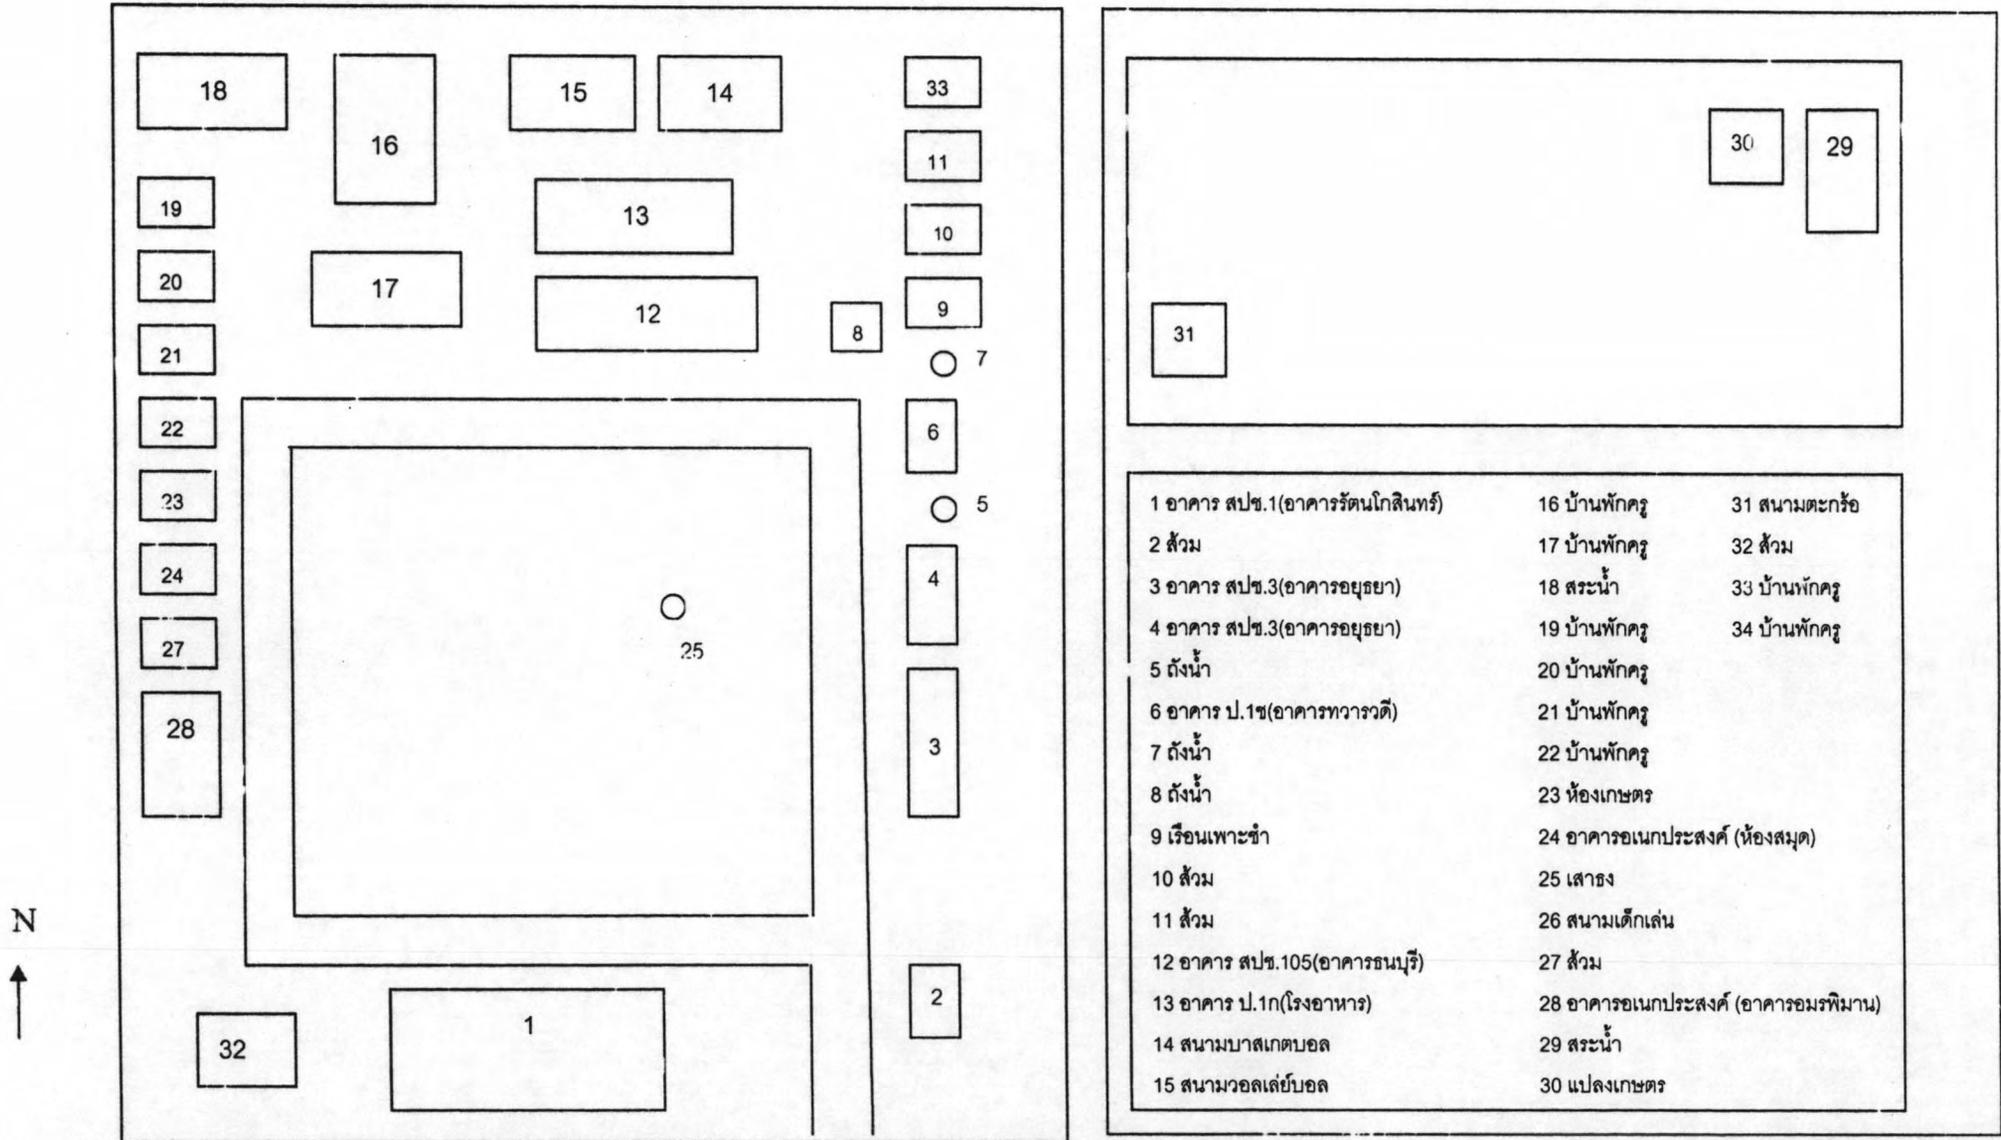 18
16
15
14
33
11
19
13
10
20
17
12
8
9
21
7
22
6
23
5
24
4
25
27
28
3
N
2
1
32
30
29
31
1 อาคาร สปช.1(อาคารรัตนโกสินทร์)
2 ส้วม
3 อาคาร สปช.3(อาคารอยุธยา)
4 อาคาร สปช.3(อาคารอยุธยา)
5 ถังน้ำ
6 อาคาร ป.1ซ(อาคารทวารวดี)
7 ถังน้ำ
8 ถังน้ำ
9 เรือนเพาะชำ
10 ส้วม
11 ส้วม
12 อาคาร สปช.105(อาคารธนบุรี)
13 อาคาร ป.1ก(โรงอาหาร)
14 สนามบาสเกตบอล
15 สนามวอลเล่ย์บอล
16 บ้านพักครู
17 บ้านพักครู
18 สระน้ำ
19 บ้านพักครู
20 บ้านพักครู
21 บ้านพักครู
22 บ้านพักครู
23 ห้องเกษตร
24 อาคารอเนกประสงค์ (ห้องสมุด)
25 เสาธง
26 สนามเด็กเล่น
27 ส้วม
28 อาคารอเนกประสงค์ (อาคารอมรพิมาน)
29 สระน้ำ
30 แปลงเกษตร
31 สนามตะกร้อ
32 ส้วม
33 บ้านพักครู
34 บ้านพักครู